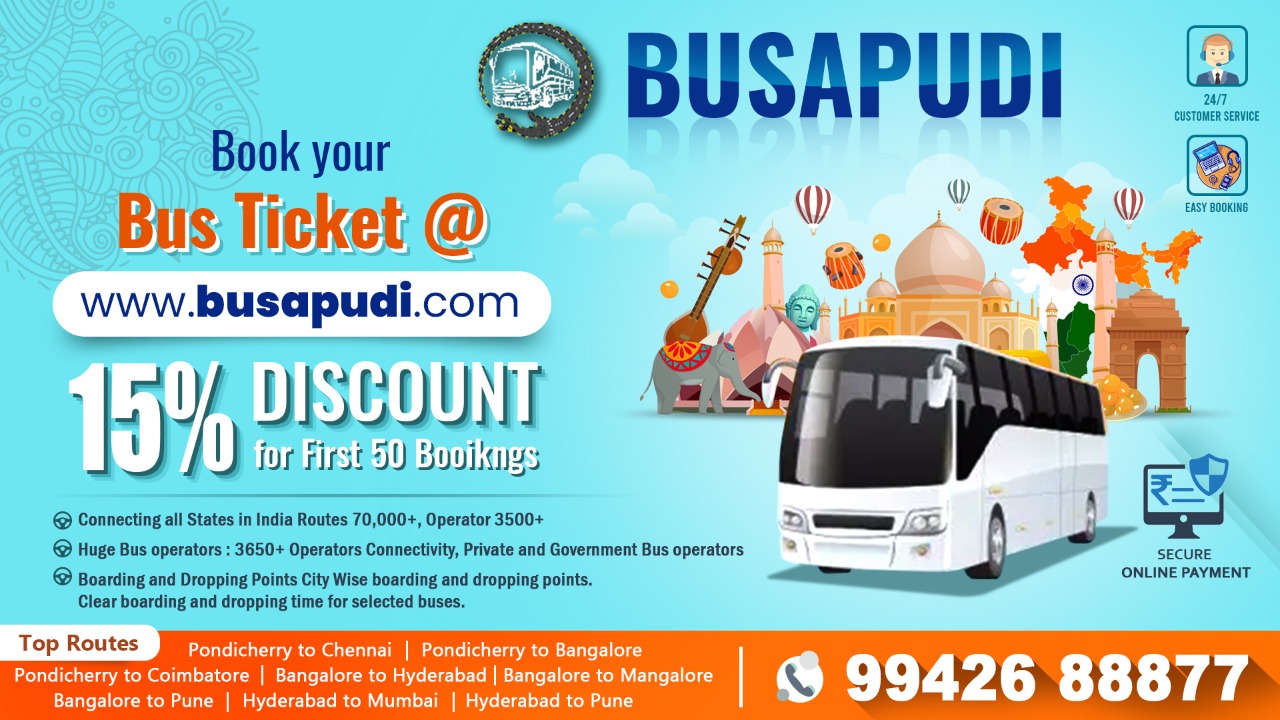 BUSAPUDI
24/7
CUSTOMER SERVICE
EASY BOOKING
Book your
Bus Ticket @
www.busapudi.com
15% DISCOUNT
for First 50 Booikngs
Connecting all States in India Routes 70,000+, Operator 3500+
Huge Bus operators : 3650+ Operators Connectivity, Private and Government Bus operators
Boarding and Dropping Points City Wise boarding and dropping points.
Clear boarding and dropping time for selected buses.
SECURE
ONLINE PAYMENT
Top Routes
Pondicherry to Chennai | Pondicherry to Bangalore
Pondicherry to Coimbatore | Bangalore to Hyderabad | Bangalore to Mangalore
Bangalore to Pune | Hyderabad to Mumbai | Hyderabad to Pune
99426 88877